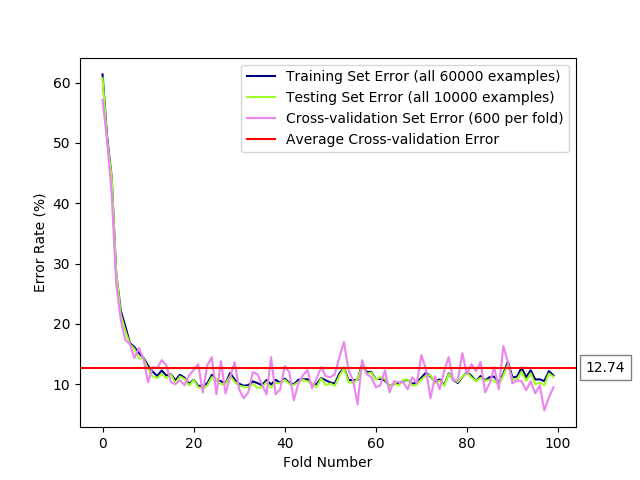 Training Set Error (all 60000 examples)
Testing Set Error (all 10000 examples)
Cross-validation Set Error (600 per fold)
Average Cross-validation Error
Error Rate (%)
60
50
40
30
20
10
12.74
0
20
40
60
80
100
Fold Number